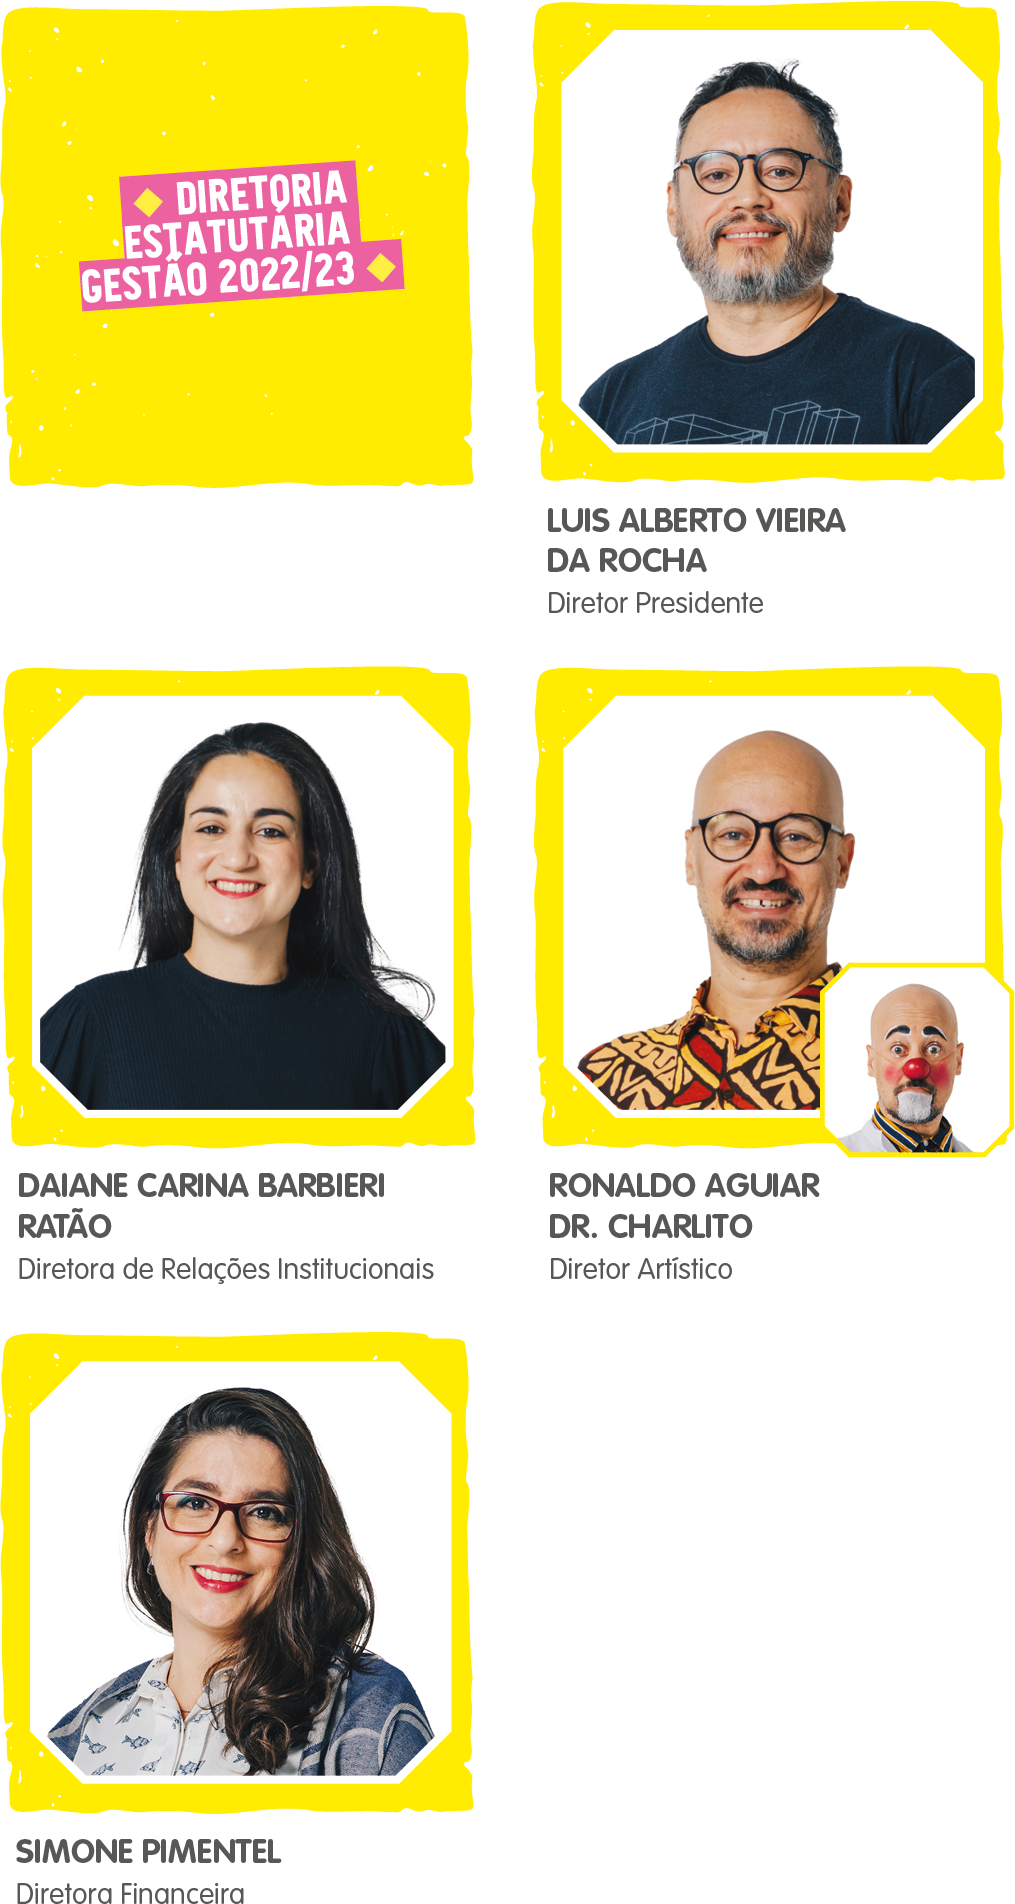 DIRETORIA
ESTATUTÁRIA
GESTÃO 2022/23
LUIS ALBERTO VIEIRA
DA ROCHA
Diretor Presidente
DAIANE CARINA BARBIERI
RATÃO
Diretora de Relações Institucionais
RONALDO AGUIAR
DR. CHARLITO
Diretor Artístico
SIMONE PIMENTEL
Diretora Financeira